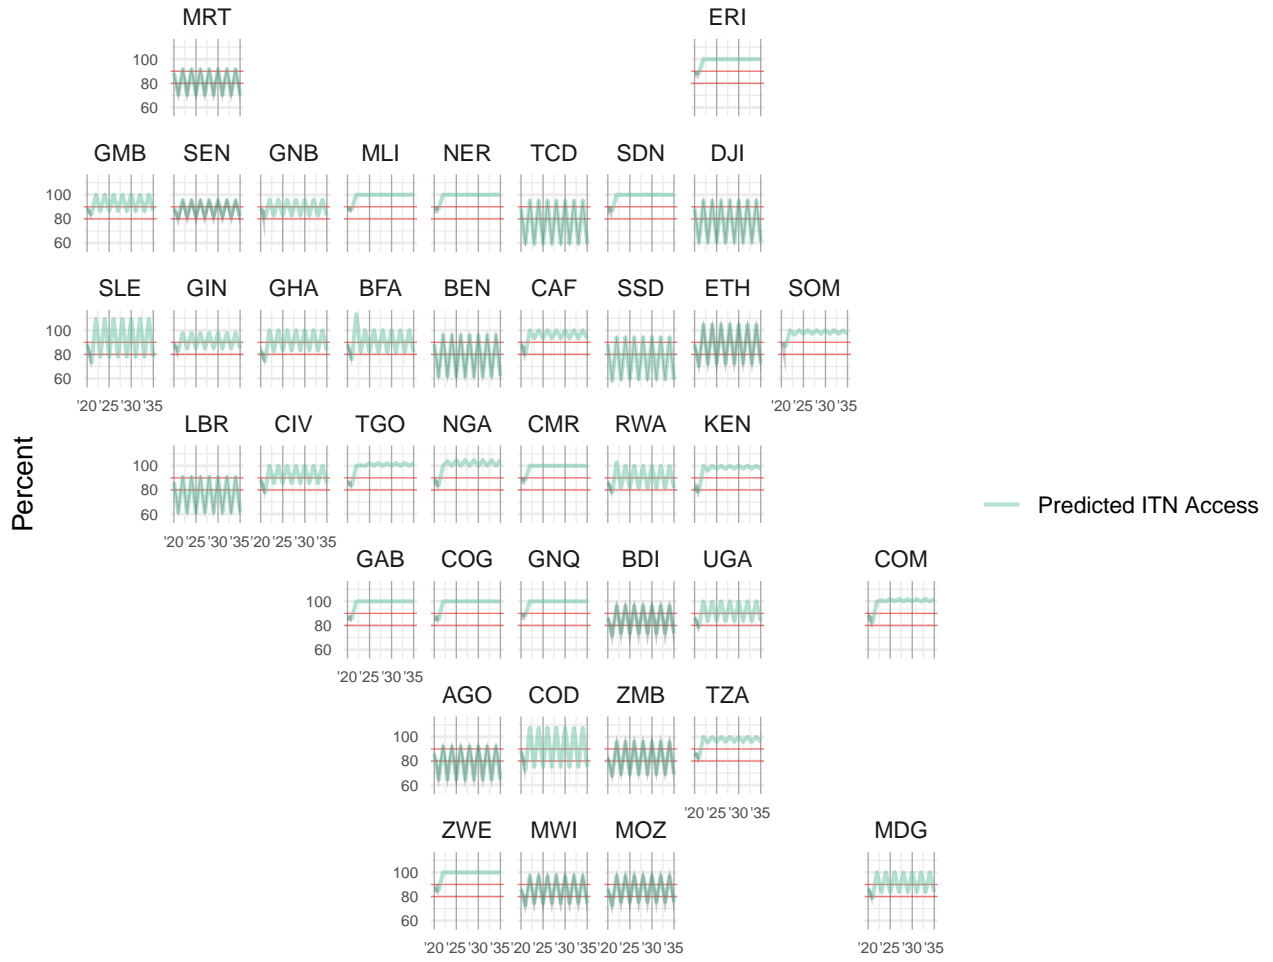 MRT ERI
100
80
60
GMB SEN GNB MLI NER TCD SDN DJI
100
80
60
SLE GIN GHA BFA BEN CAF SSD ETH SOM
100
80
60
'20'25'30'35 '20'25'30'35
LBR CIV TGO NGA CMR RWA KEN
100
80
60
'20'25'30'35 '20'25'30'35
Percent
Predicted ITN Access
GAB COG GNQ BDI UGA COM
100
80
60
'20'25'30'35
AGO COD ZMB TZA
100
80
60
'20'25'30'35
ZWE MWI MOZ MDG
100
80
60
'20'25'30'35 '20'25'30'35 '20'25'30'35 '20'25'30'35